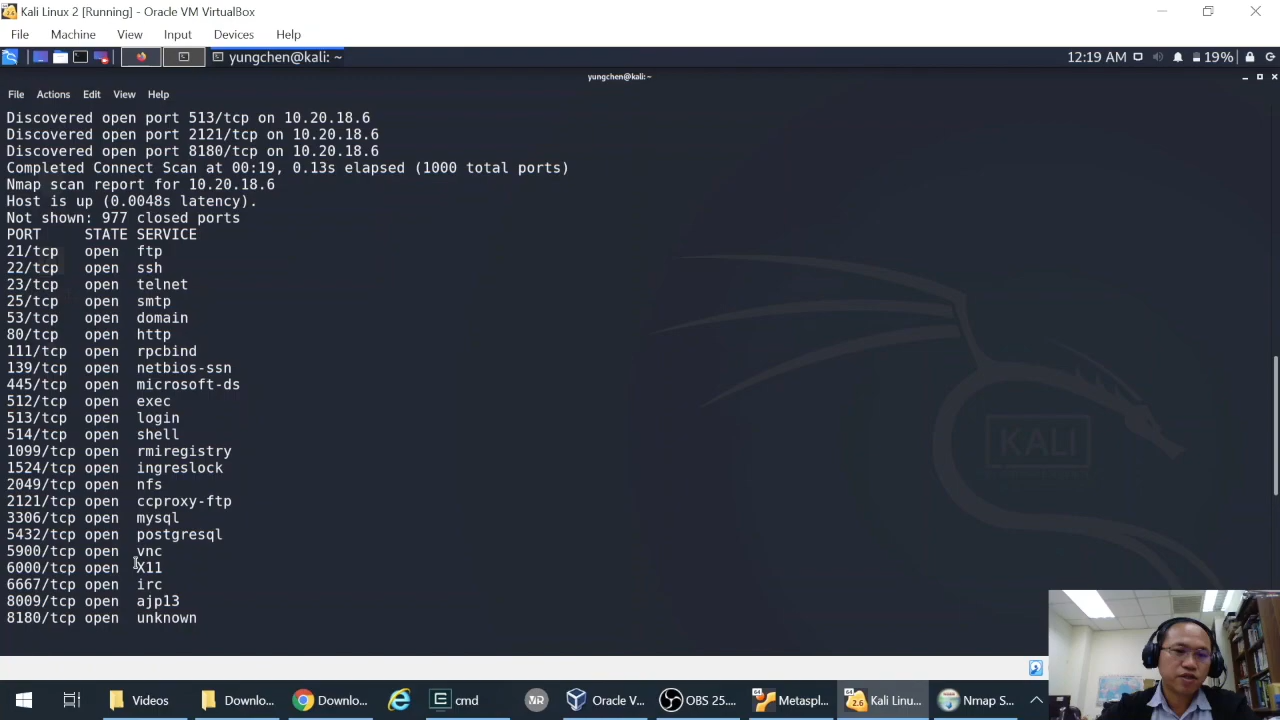 Kali Linux 2 [Running] - Oracle VM VirtualBox
File Machine View Input Devices Help
yungchen@kali: ~
12:19 AM
19%
yungchen@kali: ~
File Actions Edit View Help
Discovered open port 513/tcp on 10.20.18.6
Discovered open port 2121/tcp on 10.20.18.6
Discovered open port 8180/tcp on 10.20.18.6
Completed Connect Scan at 00:19, 0.13s elapsed (1000 total ports)
Nmap scan report for 10.20.18.6
Host is up (0.0048s latency).
Not shown: 977 closed ports
PORT STATE SERVICE
21/tcp open ftp
22/tcp open ssh
23/tcp open telnet
25/tcp open smtp
53/tcp open domain
80/tcp open http
111/tcp open rpcbind
139/tcp open netbios-ssn
445/tcp open microsoft-ds
512/tcp open exec
513/tcp open login
514/tcp open shell
1099/tcp open rmiregistry
1524/tcp open ingreslock
2049/tcp open nfs
2121/tcp open ccproxy-ftp
3306/tcp open mysql
5432/tcp open postgresql
5900/tcp open vnc
6000/tcp open X11
6667/tcp open irc
8009/tcp open ajp13
8180/tcp open unknown
KALI
Videos Downlo... Downlo... cmd Oracle V... OBS 25.... Metaspl... Kali Linu... Nmap S...